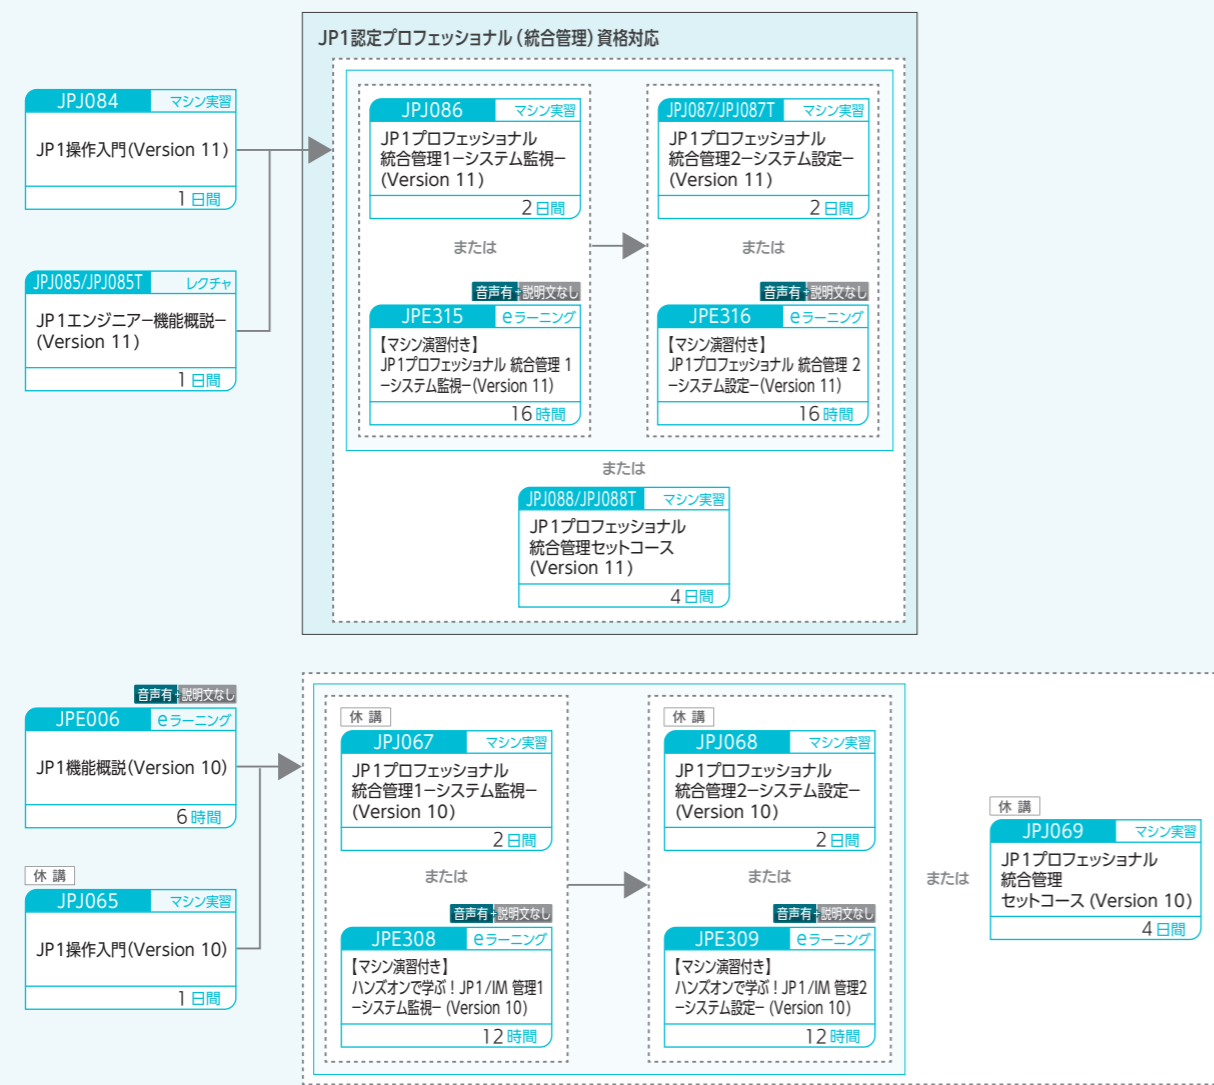 JP1認定プロフェッショナル（統合管理）資格対応
JPJ084
マシン実習
JP1操作入門(Version 11)
1日間
JPJ085/JPJ085T
レクチャ
JP1エンジニアー機能概説ー
(Version 11)
1日間
JPJ086
マシン実習
JP1プロフェッショナル
統合管理1ーシステム監視ー
(Version 11)
2日間
または
音声有+説明文なし
JPE315
eラーニング
【マシン演習付き】
JP1プロフェッショナル 統合管理 1
ーシステム監視ー(Version 11)
16時間
JPJ087/JPJ087T
マシン実習
JP1プロフェッショナル
統合管理2ーシステム設定ー
(Version 11)
2日間
または
音声有+説明文なし
JPE316
eラーニング
【マシン演習付き】
JP1プロフェッショナル 統合管理 2
ーシステム設定ー(Version 11)
16時間
または
JPJ088/JPJ088T
マシン実習
JP1プロフェッショナル
統合管理セットコース
(Version 11)
4日間
音声有+説明文なし
JPE006
eラーニング
JP1機能概説(Version 10)
6時間
休 講
JPJ065
マシン実習
JP1操作入門(Version 10)
1日間
休 講
JPJ067
マシン実習
JP1プロフェッショナル
統合管理1ーシステム監視ー
(Version 10)
2日間
または
音声有+説明文なし
JPE308
eラーニング
【マシン演習付き】
ハンズオンで学ぶ！JP1/IM 管理1
ーシステム監視ー (Version 10)
12時間
休 講
JPJ068
マシン実習
JP1プロフェッショナル
統合管理2ーシステム設定ー
(Version 10)
2日間
または
音声有+説明文なし
JPE309
eラーニング
【マシン演習付き】
ハンズオンで学ぶ！JP1/IM 管理2
ーシステム設定ー (Version 10)
12時間
または
休 講
JPJ069
マシン実習
JP1プロフェッショナル
統合管理
セットコース (Version 10)
4日間